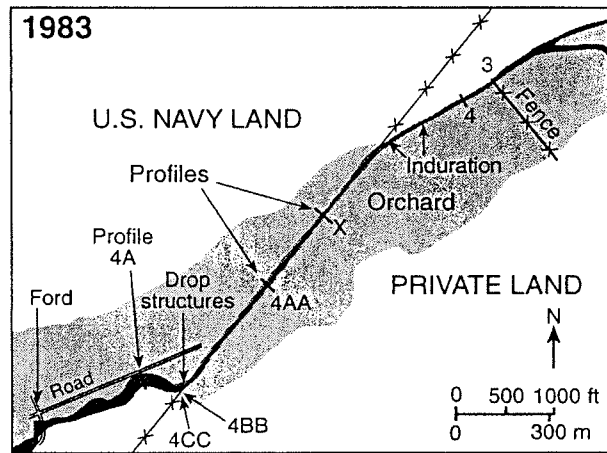 1983
3
U.S. NAVY LAND
4
Fence
Induration
Profiles
Orchard
X
Profile
4A
Drop
structures
PRIVATE LAND
Ford
4AA
N
Road
0 500 1000 ft
4BB
4CC
0 300 m